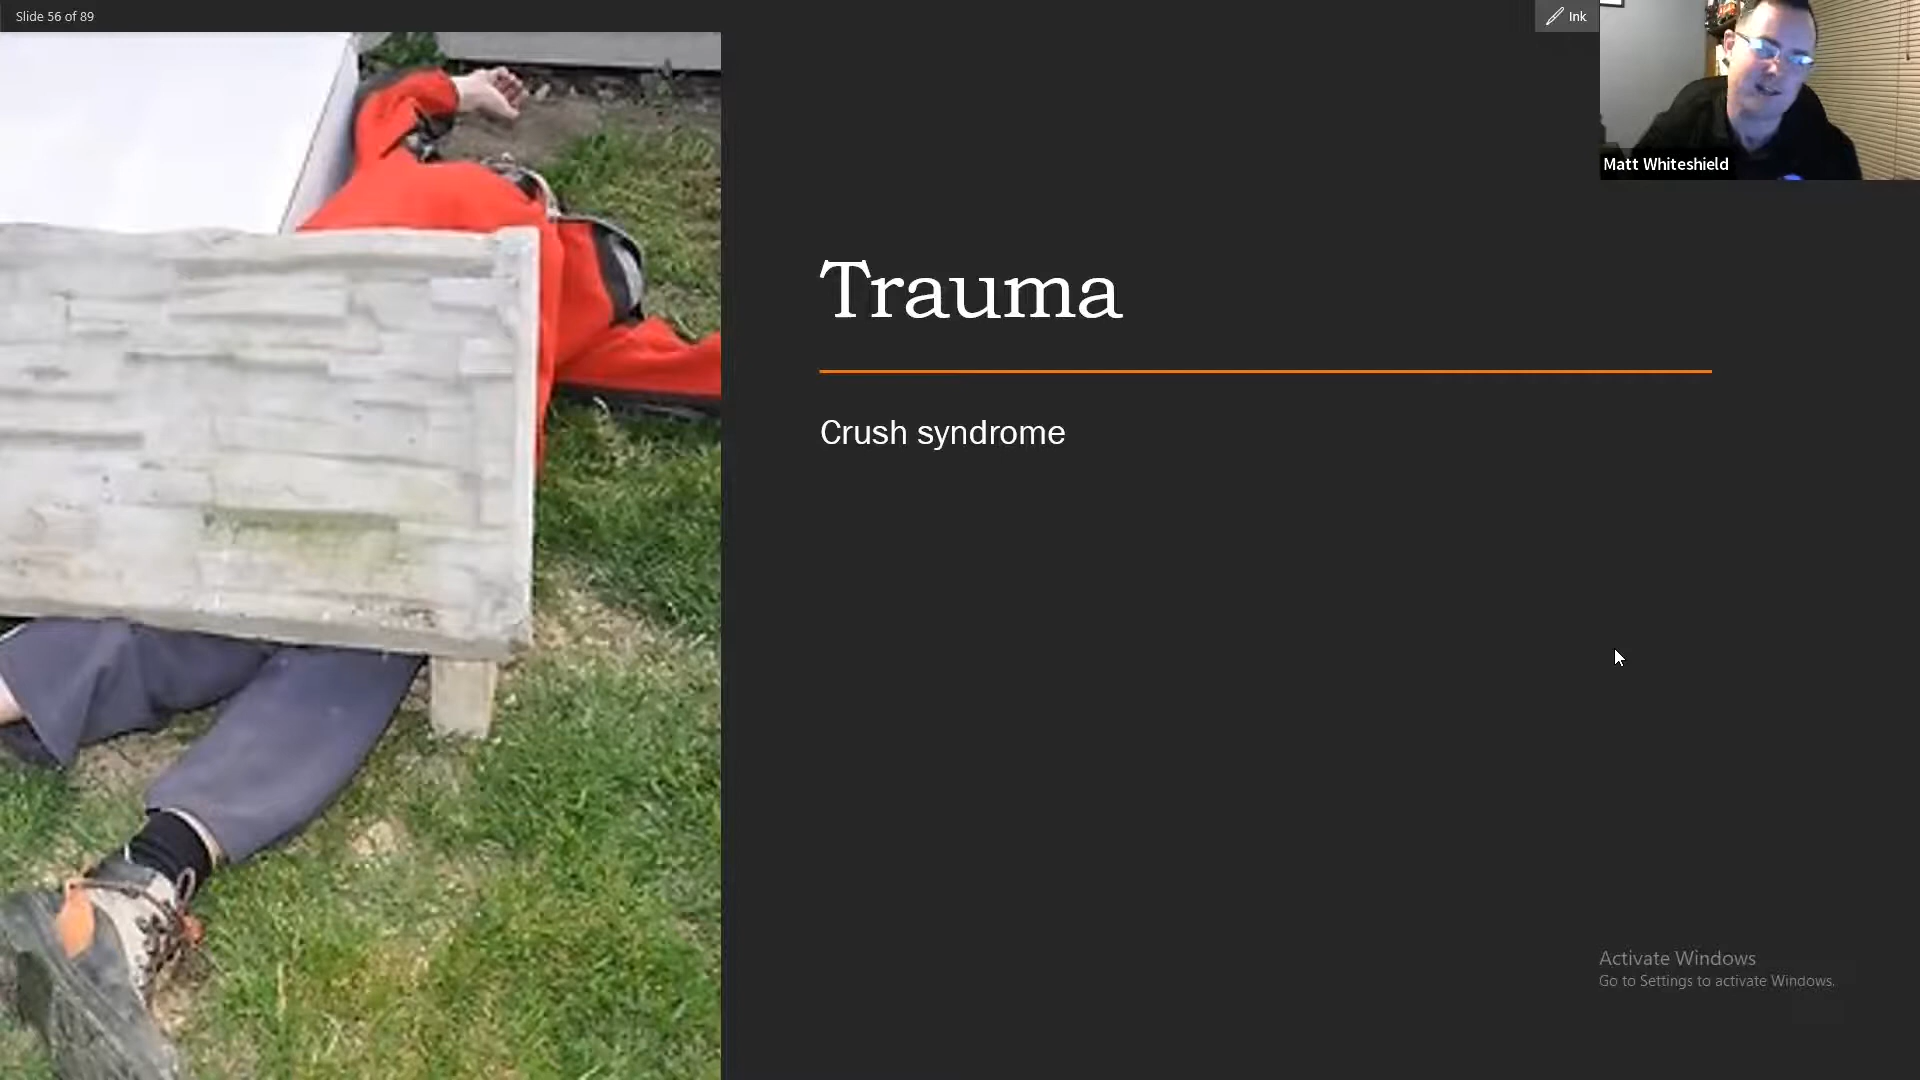 Slide 56 of 89
Ink
Matt Whiteshield
Trauma
Crush syndrome
Activate Windows
Go to Settings to activate Windows.